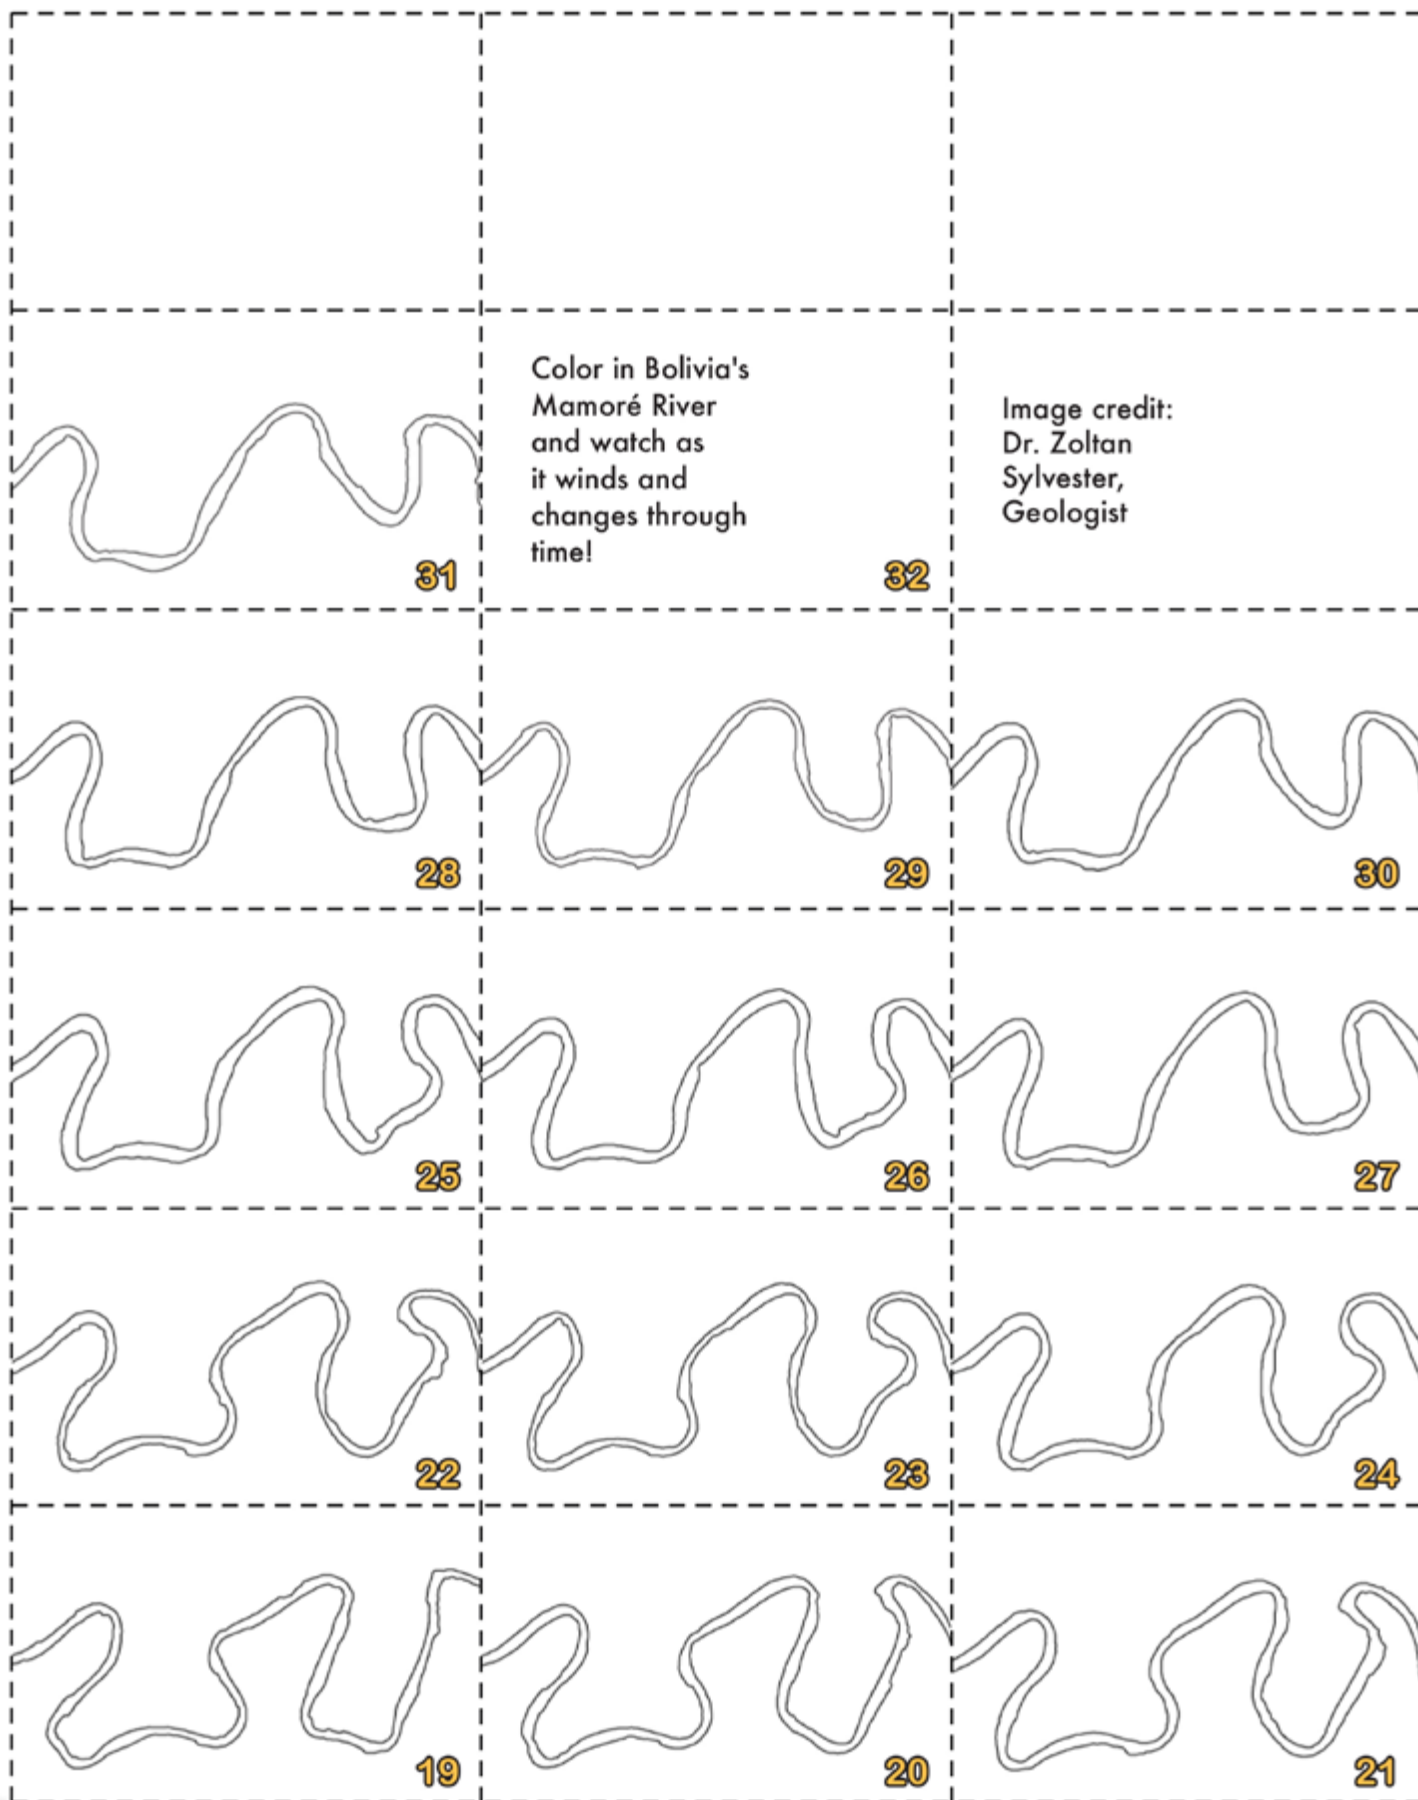 Color in Bolivia's
Mamoré River
and watch as
it winds and
changes through
time!
Image credit:
Dr. Zoltan
Sylvester,
Geologist
31
32
28
29
30
25
26
27
22
23
24
19
20
21